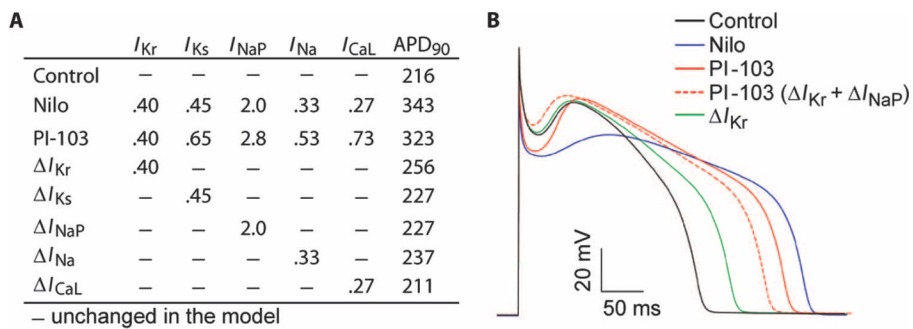 A
I_Kr I_Ks I_NaP I_Na I_CaL APD_90
Control — — — — — 216
Nilo .40 .45 2.0 .33 .27 343
PI-103 .40 .65 2.8 .53 .73 323
ΔI_Kr .40 — — — — 256
ΔI_Ks — .45 — — — 227
ΔI_NaP — — 2.0 — — 227
ΔI_Na — — — .33 — 237
ΔI_CaL — — — — .27 211
— unchanged in the model
B
Control
Nilo
PI-103
PI-103 (ΔI_Kr + ΔI_NaP)
ΔI_Kr
20 mV
50 ms